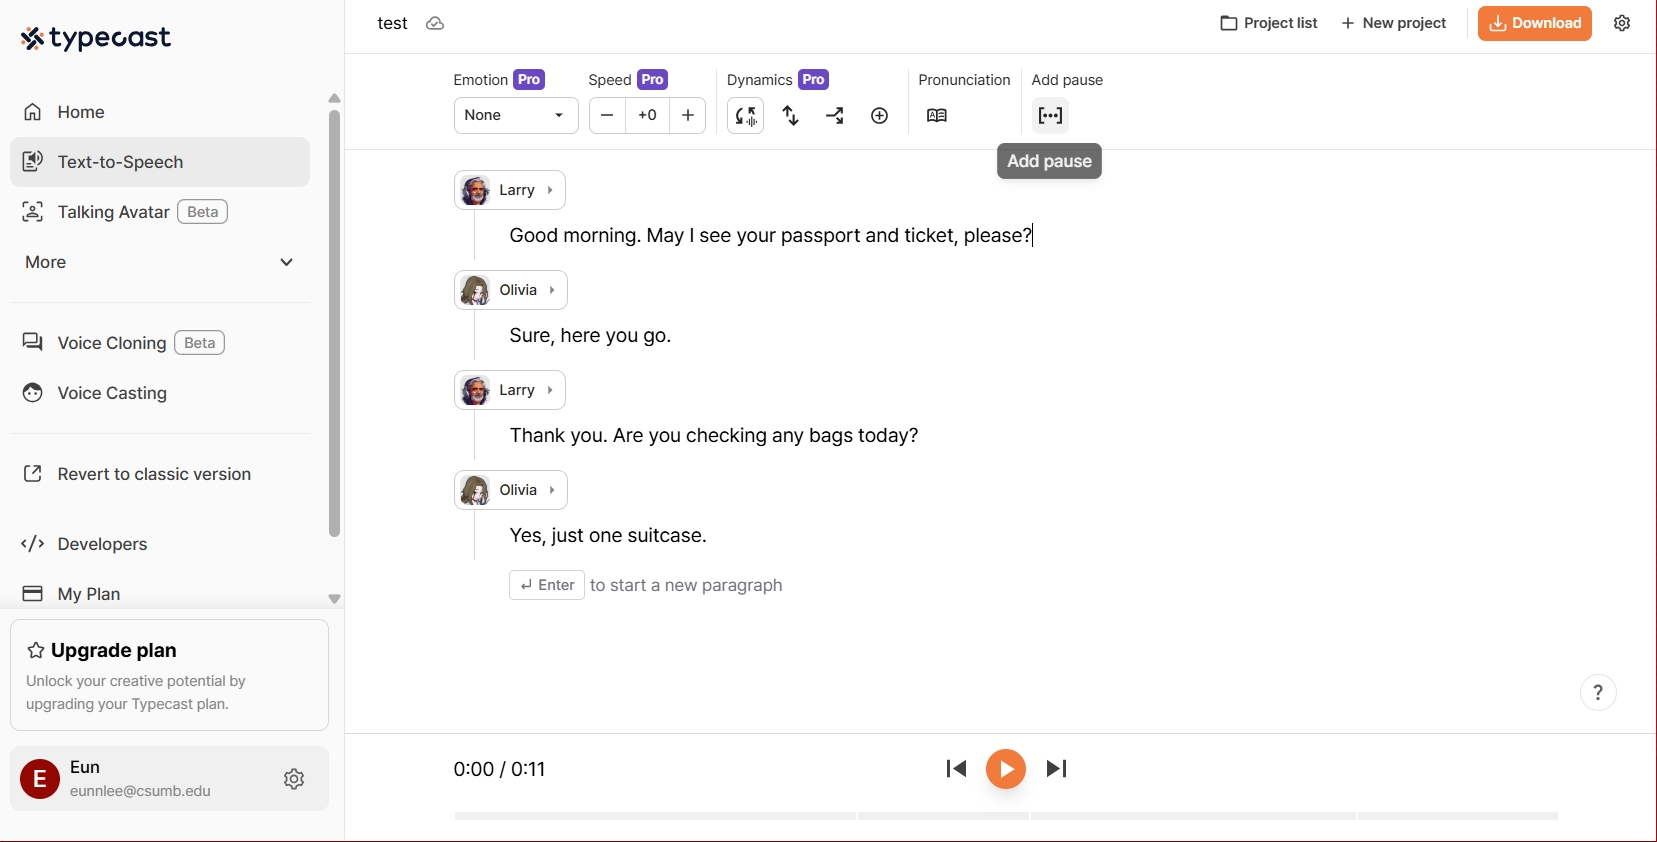 typecast
Home
Text-to-Speech
Talking Avatar Beta
More
Voice Cloning Beta
Voice Casting
Revert to classic version
Developers
My Plan
Upgrade plan
Unlock your creative potential by
upgrading your Typecast plan.
E
Eun
eunnlee@csumb.edu
test
Project list
New project
Download
Emotion Pro
Speed Pro
Dynamics Pro
Pronunciation
Add pause
None
+0
Add pause
Larry
Good morning. May I see your passport and ticket, please?
Olivia
Sure, here you go.
Larry
Thank you. Are you checking any bags today?
Olivia
Yes, just one suitcase.
↵ Enter to start a new paragraph
?
0:00 / 0:11